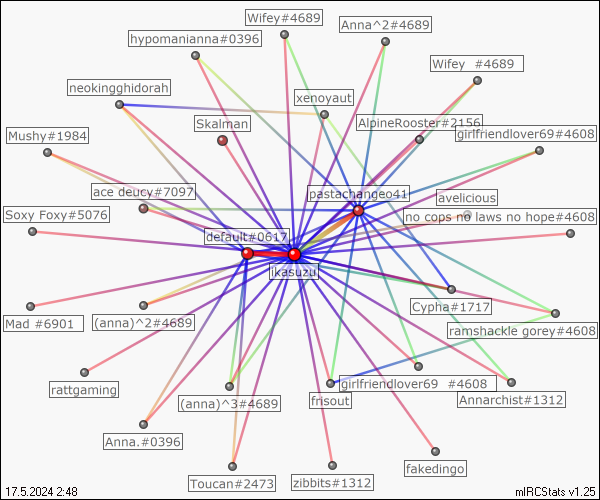 Wifey#4689
Anna^2#4689
hypomanianna#0396
Wifey  #4689
neokingghidorah
xenoyaut
Skalman
AlpineRooster#2156
Mushy#1984
girlfriendlover69#4608
ace deucy#7097
pastachangeo41
avelicious
Soxy Foxy#5076
no cops no laws no hope#4608
default#0617
ikasuzu
Cypha#1717
Mad #6901
(anna)^2#4689
ramshackle gorey#4608
rattgaming
girlfriendlover69  #4608
(anna)^3#4689
frisout
Annarchist#1312
Anna.#0396
fakedingo
Toucan#2473
zibbits#1312
17.5.2024 2:48
mIRCStats v1.25